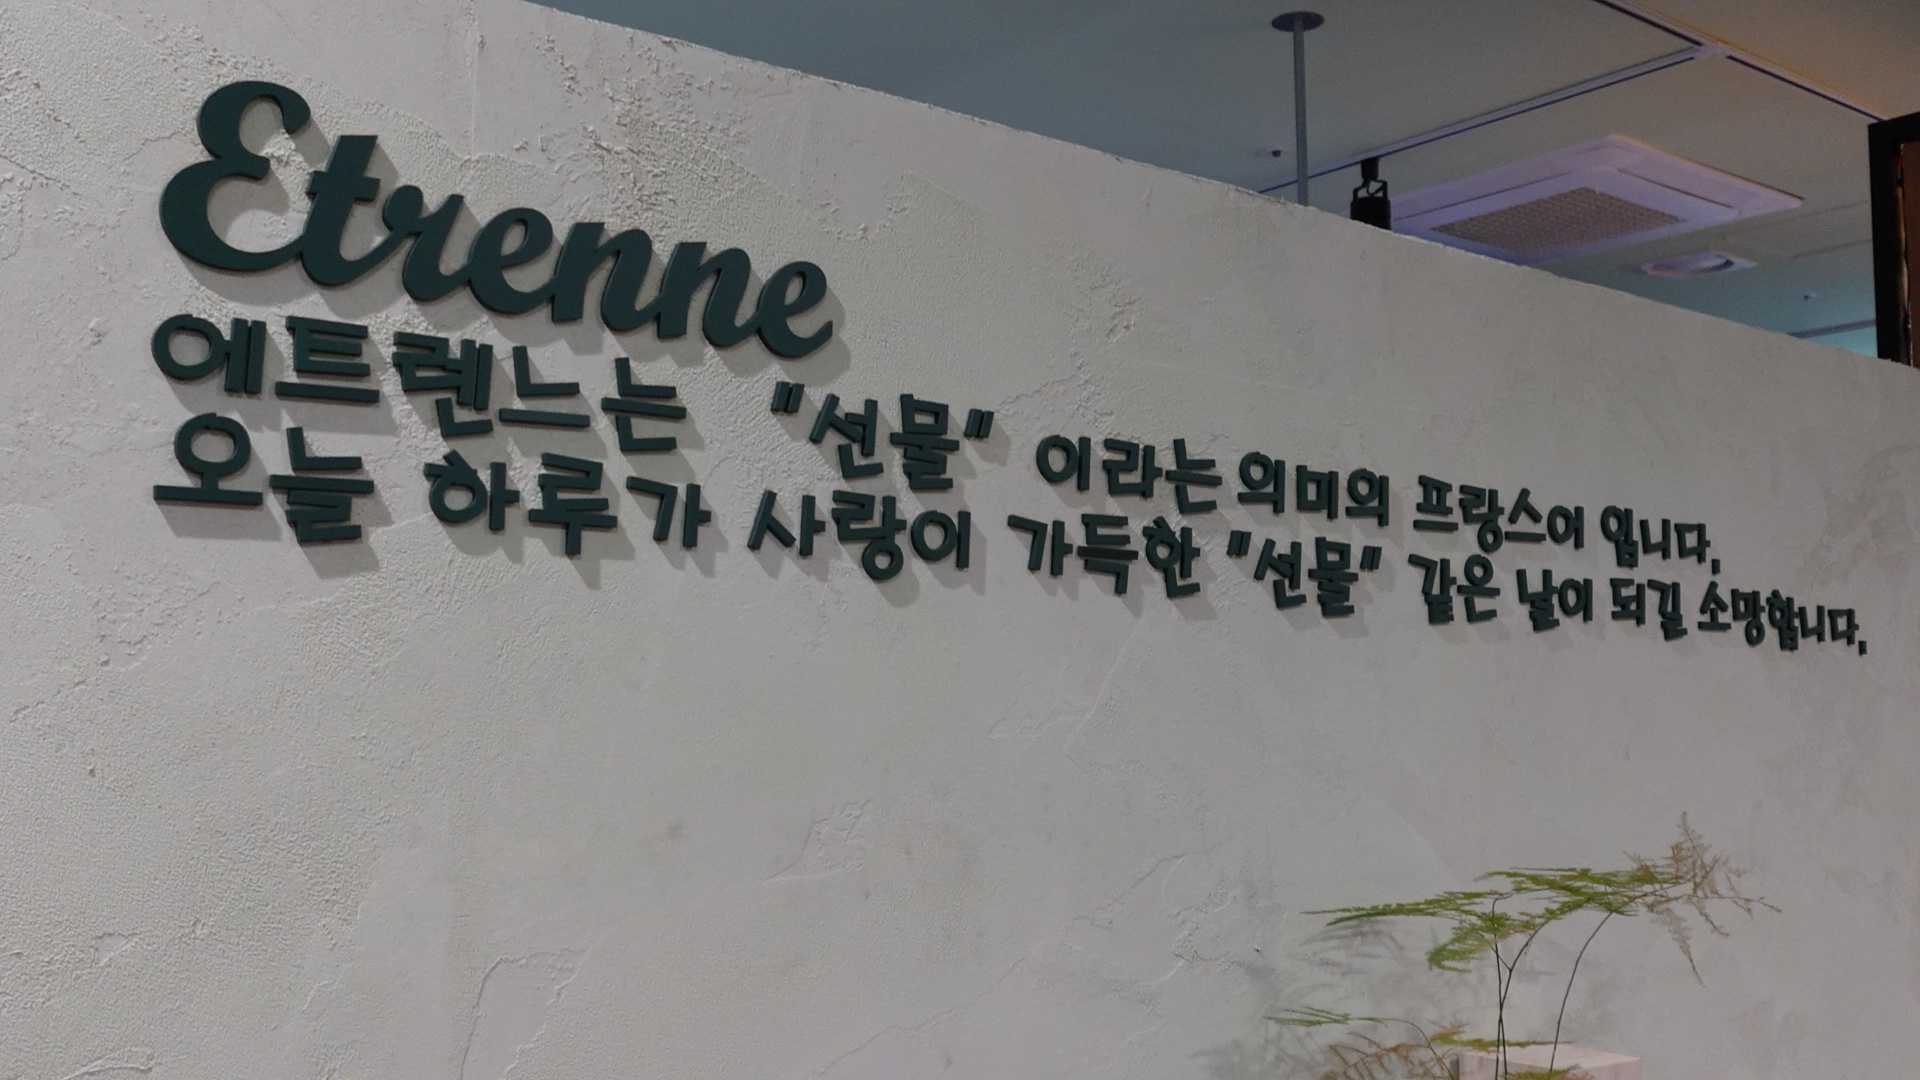 Etrenne
에트렌느는 "선물" 이라는 의미의 프랑스어 입니다.
오늘 하루가 사랑이 가득한 "선물" 같은 날이 되길 소망합니다.